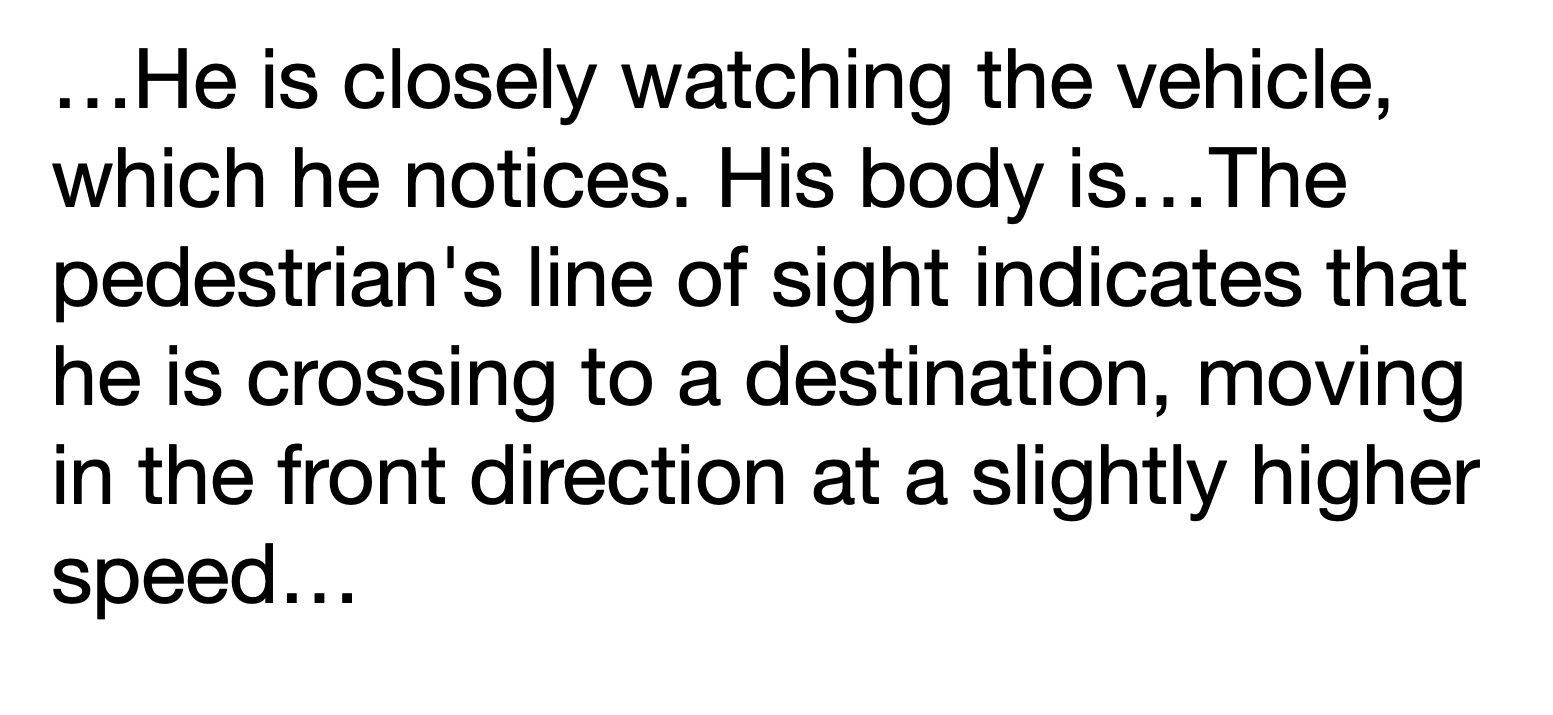 …He is closely watching the vehicle,
which he notices. His body is…The
pedestrian's line of sight indicates that
he is crossing to a destination, moving
in the front direction at a slightly higher
speed…